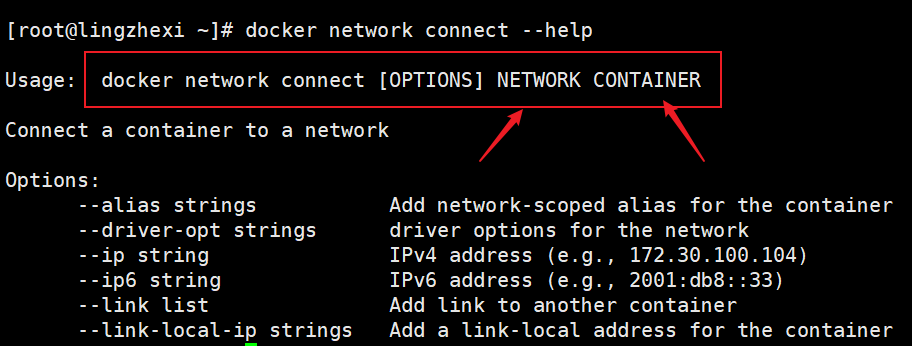 [root@lingzhexi ~]# docker network connect --help
Usage:  docker network connect [OPTIONS] NETWORK CONTAINER
Connect a container to a network
Options:
      --alias strings           Add network-scoped alias for the container
      --driver-opt strings      driver options for the network
      --ip string               IPv4 address (e.g., 172.30.100.104)
      --ip6 string              IPv6 address (e.g., 2001:db8::33)
      --link list               Add link to another container
      --link-local-ip strings   Add a link-local address for the container